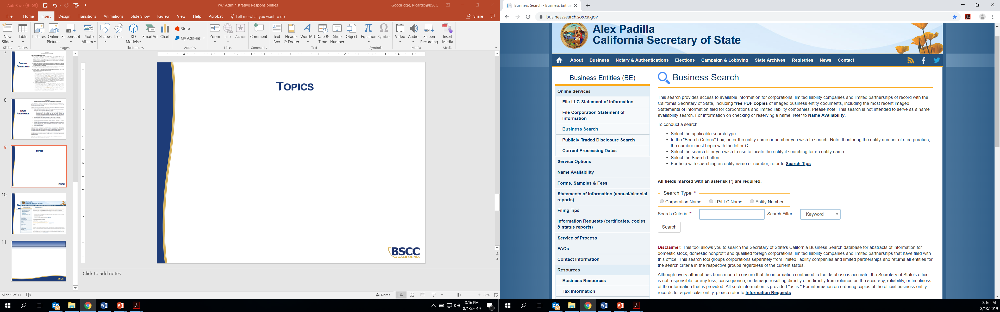 AutoSave Off
P47 Administrative Responsibilities
Goodridge, Ricardo@BSCC
File Home Insert Design Transitions Animations Slide Show Review View Help Acrobat Tell me what you want to do Share
New Slide Table Pictures Online Pictures Screenshot Photo Album Shapes Icons 3D Models SmartArt Chart Store My Add-ins Zoom Link Action Comment Text Box Header & Footer WordArt Date & Time Slide Number Object Equation Symbol Video Audio Screen Recording Insert Media
Slides Tables Images Illustrations Add-ins Links Comments Text Symbols Media Media
7
SPECIAL
CONDITIONS
8
NGO
ASSURANCE
9
TOPICS
BSCC
10
11
BSCC
TOPICS
BSCC
CALIFORNIA
Click to add notes
Slide 9 of 11
Notes
86%
3:16 PM
8/13/2019
1
Business Search - Business Entiti
businesssearch.sos.ca.gov
Alex Padilla
California Secretary of State
About Business Notary & Authentications Elections Campaign & Lobbying State Archives Registries News Contact
Business Entities (BE)
Online Services
File LLC Statement of Information
File Corporation Statement of
Information
Business Search
Publicly Traded Disclosure Search
Current Processing Dates
Service Options
Name Availability
Forms, Samples & Fees
Statements of Information (annual/biennial
reports)
Filing Tips
Information Requests (certificates, copies
& status reports)
Service of Process
FAQs
Contact Information
Resources
Business Resources
Tax Information
Business Search
This search provides access to available information for corporations, limited liability companies and limited partnerships of record with the
California Secretary of State, including free PDF copies of imaged business entity documents, including the most recent imaged
Statements of Information filed for corporations and limited liability companies. Please note: This search is not intended to serve as a name
availability search. For information on checking or reserving a name, refer to Name Availability.
To conduct a search:
• Select the applicable search type.
• In the "Search Criteria" box, enter the entity name or number you wish to search. Note: If entering the entity number of a corporation,
the number must begin with the letter C.
• Select the search filter you wish to use to locate the entity if searching for an entity name.
• Select the Search button.
• For help with searching an entity name or number, refer to Search Tips.
All fields marked with an asterisk (*) are required.
Search Type *
Corporation Name LP/LLC Name Entity Number
Search Criteria * Search Filter Keyword
Search
Disclaimer: This tool allows you to search the Secretary of State's California Business Search database for abstracts of information for
domestic stock, domestic nonprofit and qualified foreign corporations, limited liability companies and limited partnerships that have filed with
this office. This search tool groups corporations separately from limited liability companies and limited partnerships and returns all entities for
the search criteria in the respective groups regardless of the current status.
Although every attempt has been made to ensure that the information contained in the database is accurate, the Secretary of State's office
is not responsible for any loss, consequence, or damage resulting directly or indirectly from reliance on the accuracy, reliability, or timeliness
of the information that is provided. All such information is provided "as is." For information on ordering copies of the official business entity
records for a particular entity, please refer to Information Requests.
3:16 PM
8/13/2019